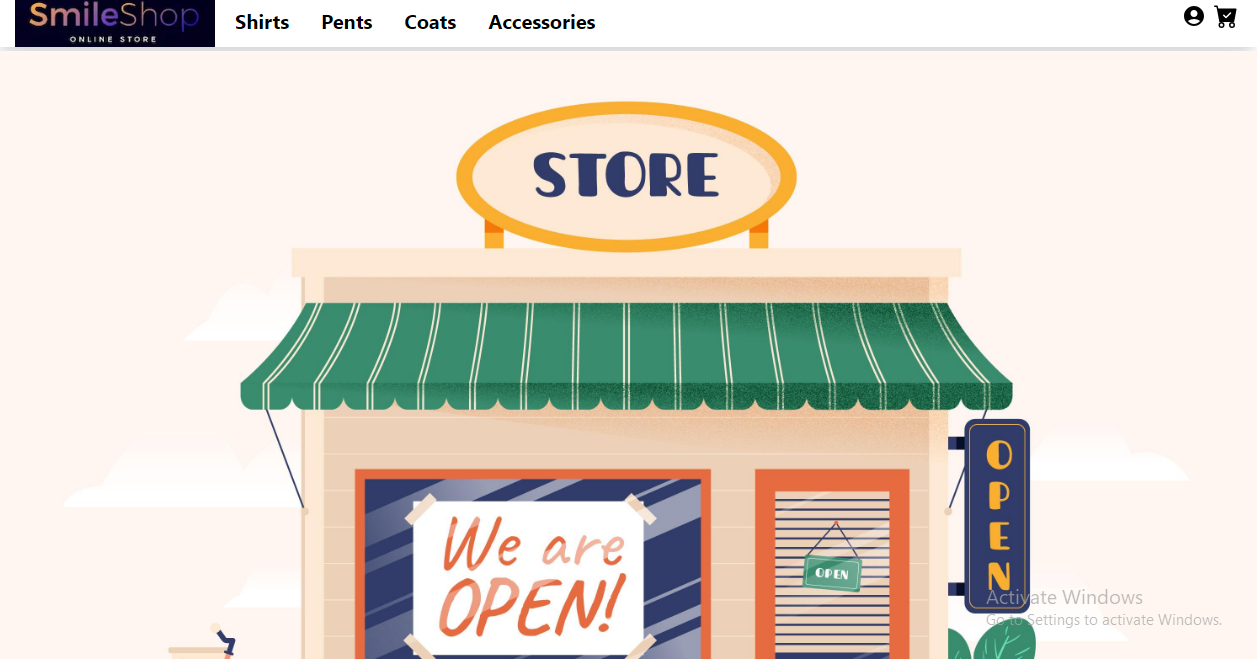 SmileShop
ONLINE STORE
Shirts Pents Coats Accessories
STORE
OPEN
We are
OPEN!
OPEN
Activate Windows
Go to Settings to activate Windows.